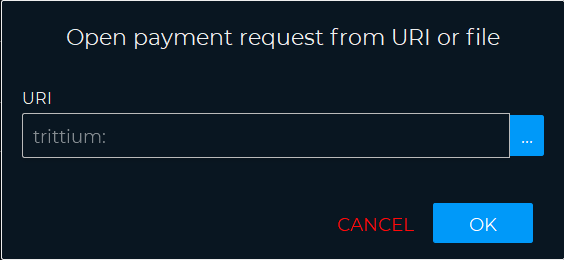 Open payment request from URI or file
URI
trittium:
...
CANCEL
OK